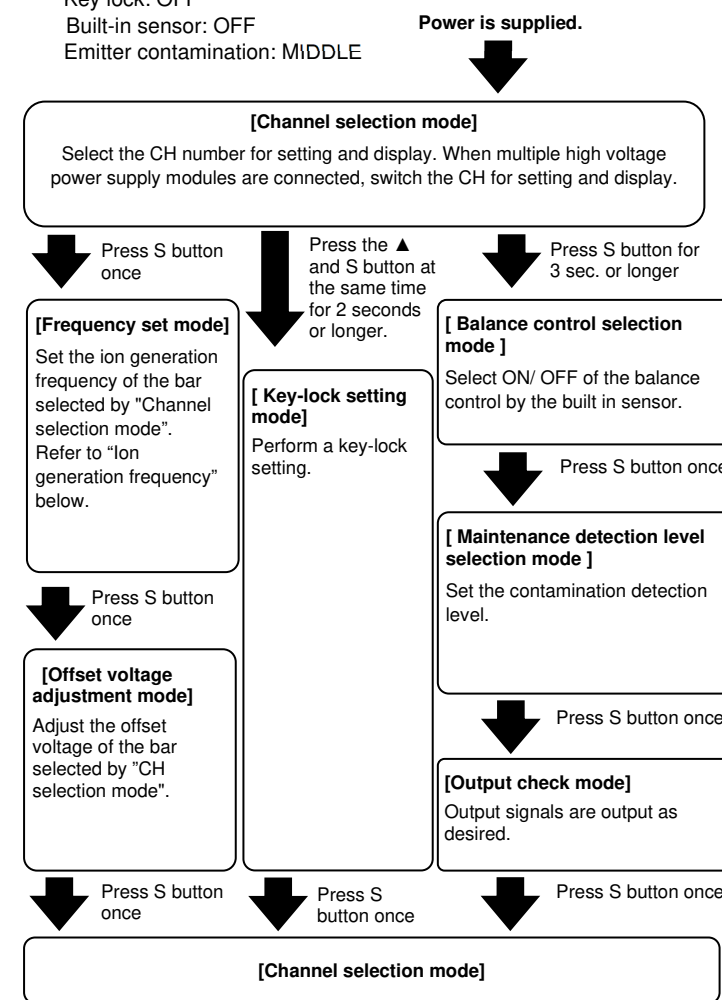 Key lock: OFF
Built-in sensor: OFF
Emitter contamination: MIDDLE
Power is supplied.
[Channel selection mode]
Select the CH number for setting and display. When multiple high voltage
power supply modules are connected, switch the CH for setting and display.
Press S button
once
Press the ▲
and S button at
the same time
for 2 seconds
or longer.
Press S button for
3 sec. or longer
[Frequency set mode]
Set the ion generation
frequency of the bar
selected by "Channel
selection mode”.
Refer to “Ion
generation frequency”
below.
[ Key-lock setting
mode]
Perform a key-lock
setting.
[ Balance control selection
mode ]
Select ON/ OFF of the balance
control by the built in sensor.
Press S button once
[ Maintenance detection level
selection mode ]
Set the contamination detection
level.
Press S button
once
[Offset voltage
adjustment mode]
Adjust the offset
voltage of the bar
selected by ”CH
selection mode".
Press S button once
[Output check mode]
Output signals are output as
desired.
Press S button
once
Press S
button once
Press S button once
[Channel selection mode]